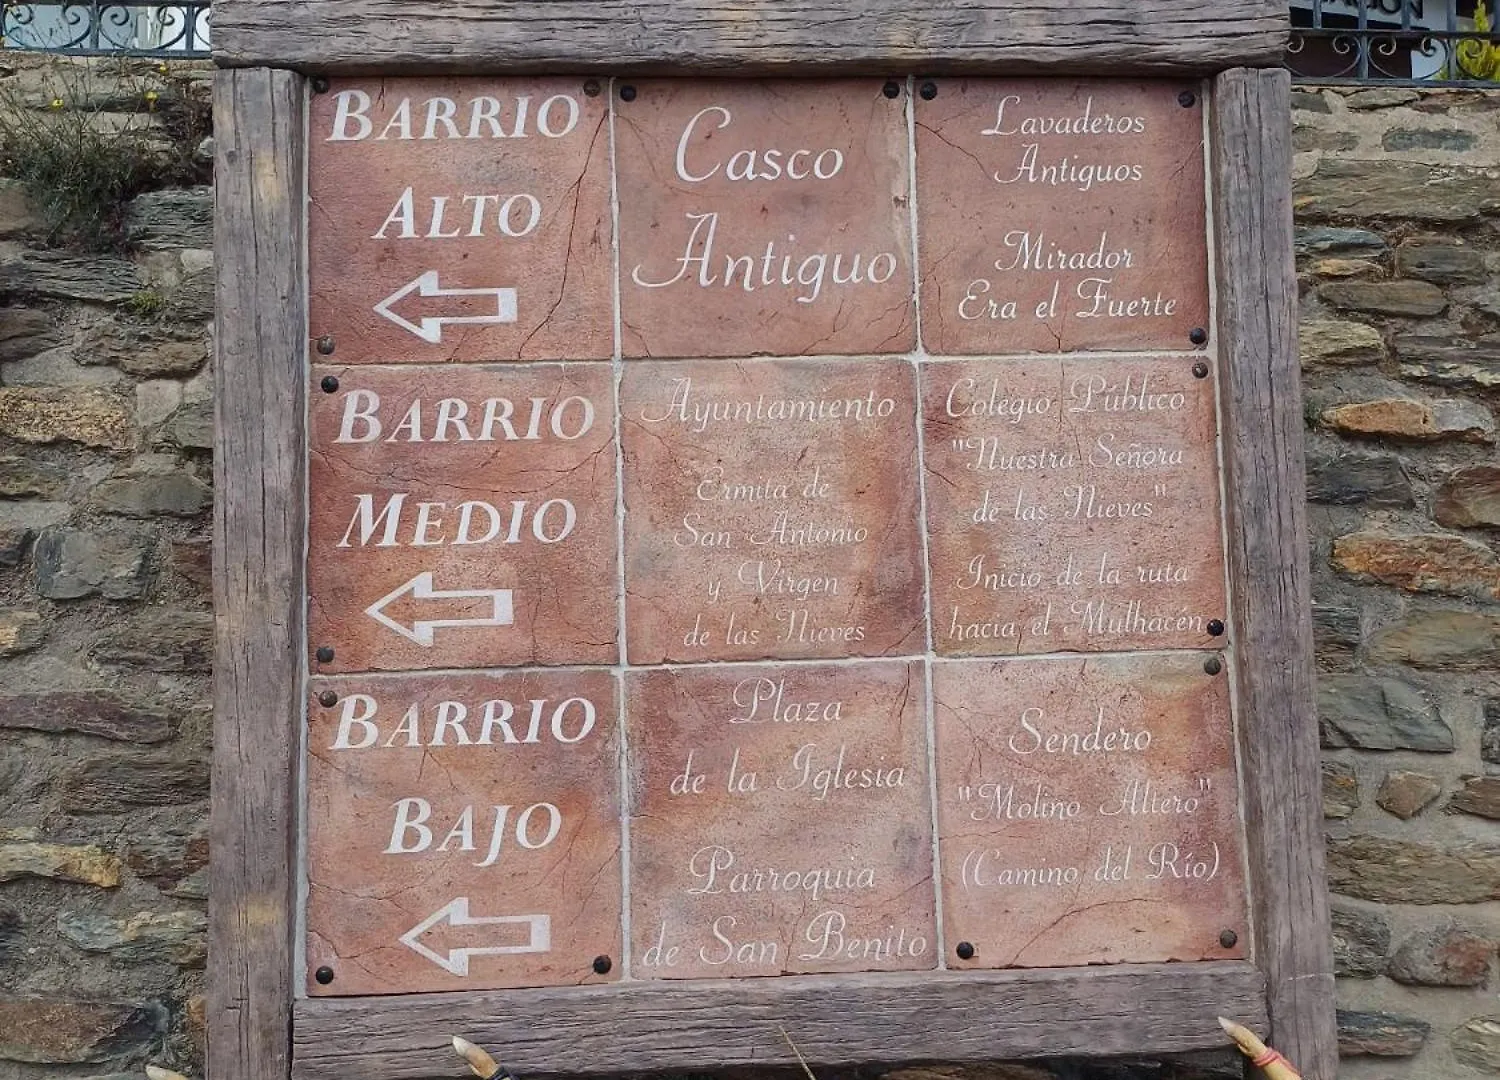 BARRIO
ALTO
Casco
Antiguo
Lavaderos
Antiguos
Mirador
Era el Fuerte
BARRIO
MEDIO
Ayuntamiento
Ermita de
San Antonio
y Virgen
de las Nieves
Colegio Público
"Nuestra Señora
de las Nieves"
Inicio de la ruta
hacia el Mulhacén
BARRIO
BAJO
Plaza
de la Iglesia
Parroquia
de San Benito
Sendero
"Molino Altero"
(Camino del Río)